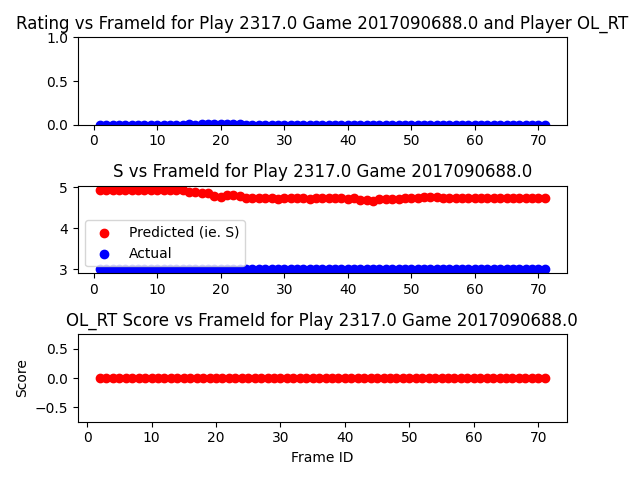 Rating vs FrameId for Play 2317.0 Game 2017090688.0 and Player OL_RT
1.0
0.5
0.0
0 10 20 30 40 50 60 70
S vs FrameId for Play 2317.0 Game 2017090688.0
5
4
3
Predicted (ie. S)
Actual
0 10 20 30 40 50 60 70
OL_RT Score vs FrameId for Play 2317.0 Game 2017090688.0
Score
0.5
0.0
−0.5
0 10 20 30 40 50 60 70
Frame ID